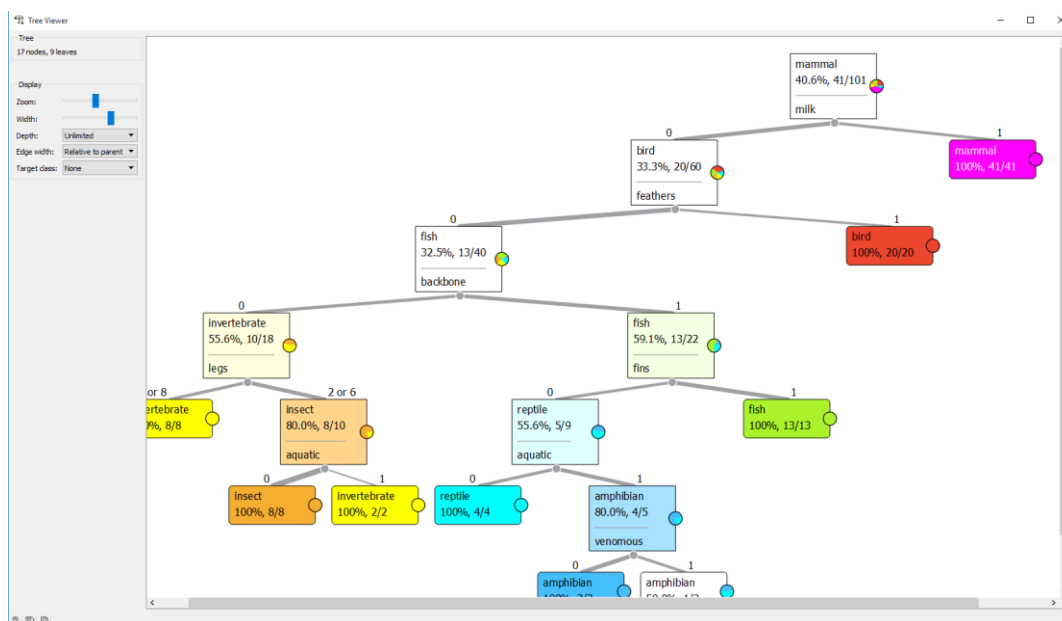 Tree Viewer
Tree
17 nodes, 9 leaves
Display
Zoom:
Width:
Depth: Unlimited
Edge width: Relative to parent
Target class: None
mammal
40.6%, 41/101
milk
0
1
bird
33.3%, 20/60
feathers
mammal
100%, 41/41
0
1
fish
32.5%, 13/40
backbone
bird
100%, 20/20
0
1
invertebrate
55.6%, 10/18
legs
fish
59.1%, 13/22
fins
or 8
2 or 6
0
1
ertebrate
%, 8/8
insect
80.0%, 8/10
aquatic
reptile
55.6%, 5/9
aquatic
fish
100%, 13/13
0
1
0
1
insect
100%, 8/8
invertebrate
100%, 2/2
reptile
100%, 4/4
amphibian
80.0%, 4/5
venomous
0
1
amphibian
amphibian